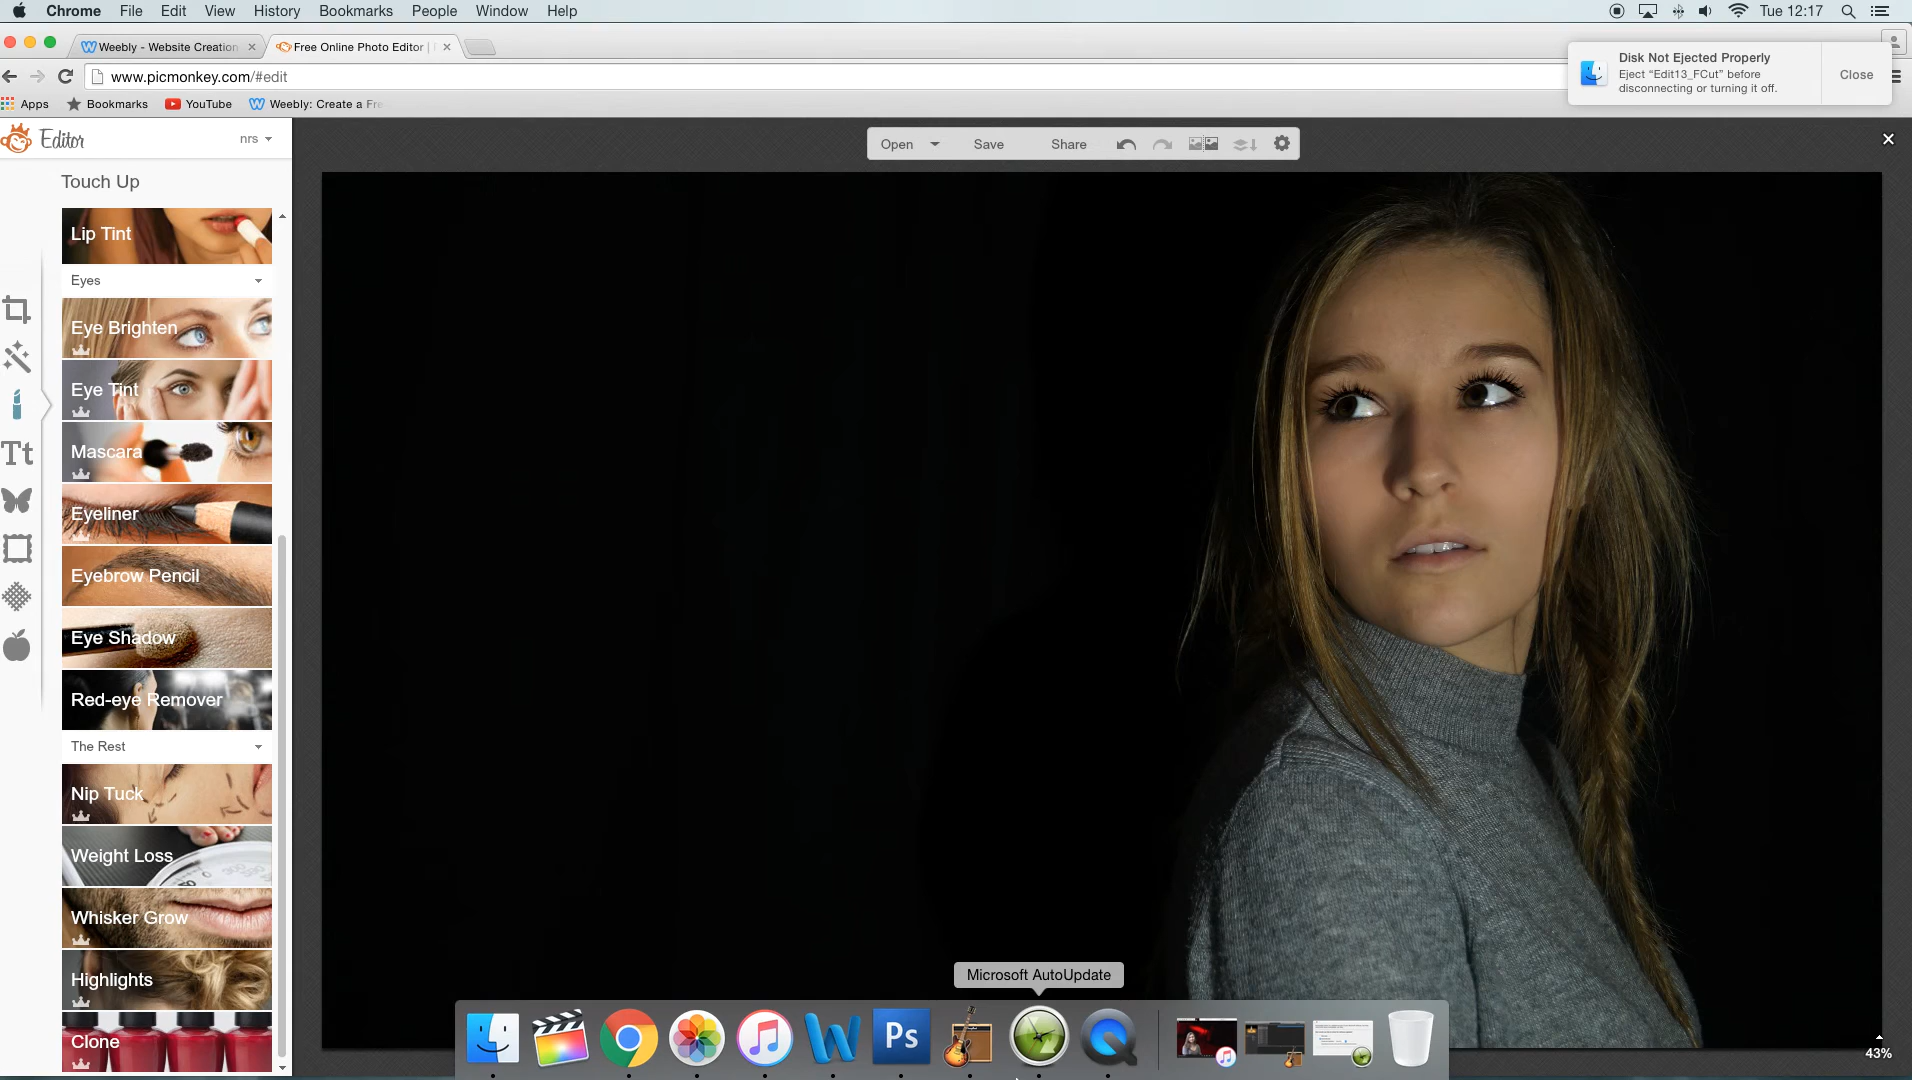 Chrome File Edit View History Bookmarks People Window Help Tue 12:17
Weebly - Website Creation
Free Online Photo Editor |
www.picmonkey.com/#edit
Disk Not Ejected Properly
Eject “Edit13_FCut” before
disconnecting or turning it off.
Close
Apps Bookmarks YouTube Weebly: Create a Fre
Editor nrs
Open Save Share
Touch Up
Lip Tint
Eyes
Eye Brighten
Eye Tint
Mascara
Eyeliner
Eyebrow Pencil
Eye Shadow
Red-eye Remover
The Rest
Nip Tuck
Weight Loss
Whisker Grow
Highlights
Clone
Tt
Microsoft AutoUpdate
W
Ps
43%